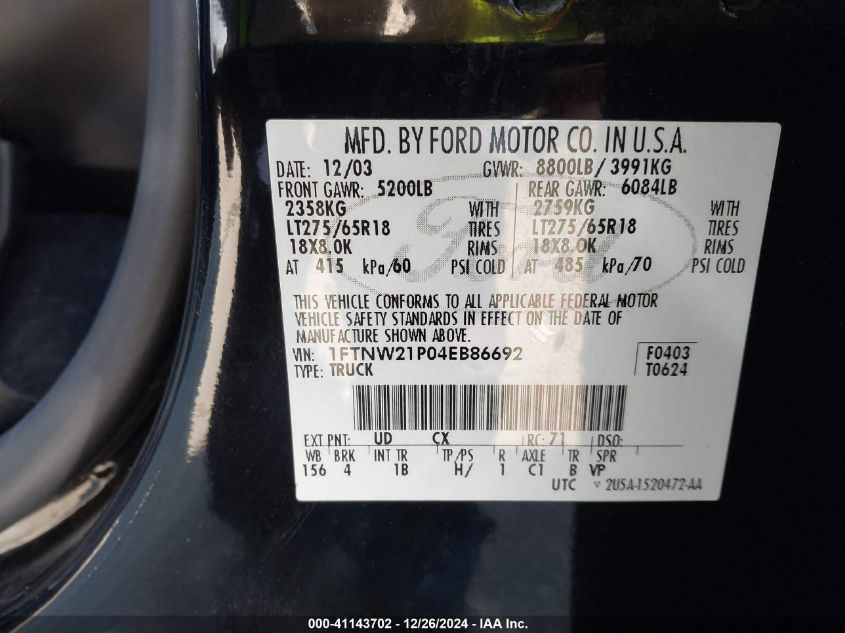 MFD. BY FORD MOTOR CO. IN U.S.A.
DATE: 12/03 GVWR: 8800LB/ 3991KG
FRONT GAWR: 5200LB REAR GAWR: 6084LB
2358KG WITH 2759KG WITH
LT275/65R18 TIRES LT275/65R18 TIRES
18X8.0K RIMS 18X8.0K RIMS
AT 415 kPa/60 PSI COLD AT 485 kPa/70 PSI COLD
Ford
THIS VEHICLE CONFORMS TO ALL APPLICABLE FEDERAL MOTOR
VEHICLE SAFETY STANDARDS IN EFFECT ON THE DATE OF
MANUFACTURE SHOWN ABOVE.
VIN: 1FTNW21P04EB86692 F0403
TYPE: TRUCK T0624
EXT PNT: UD CX RC: 71 DSO:
WB BRK INT TR TP/PS R AXLE TR SPR
156 4 1B H/ 1 C1 B VP
UTC ▽ 2U5A-1520472-AA
000-41143702 - 12/26/2024 - IAA Inc.